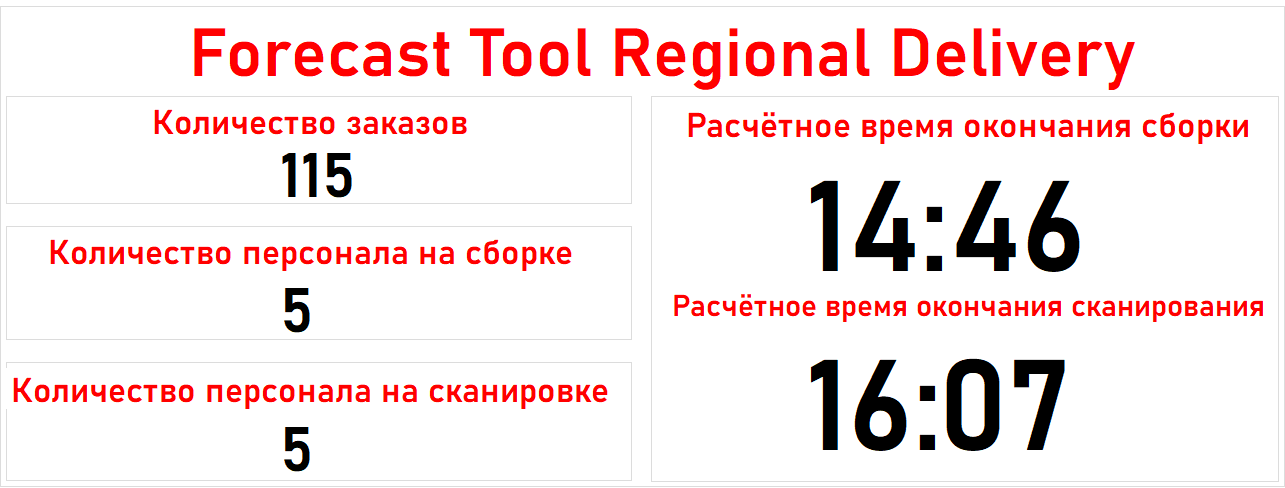 Forecast Tool Regional Delivery
Количество заказов
115
Количество персонала на сборке
5
Количество персонала на сканировке
5
Расчётное время окончания сборки
14:46
Расчётное время окончания сканирования
16:07